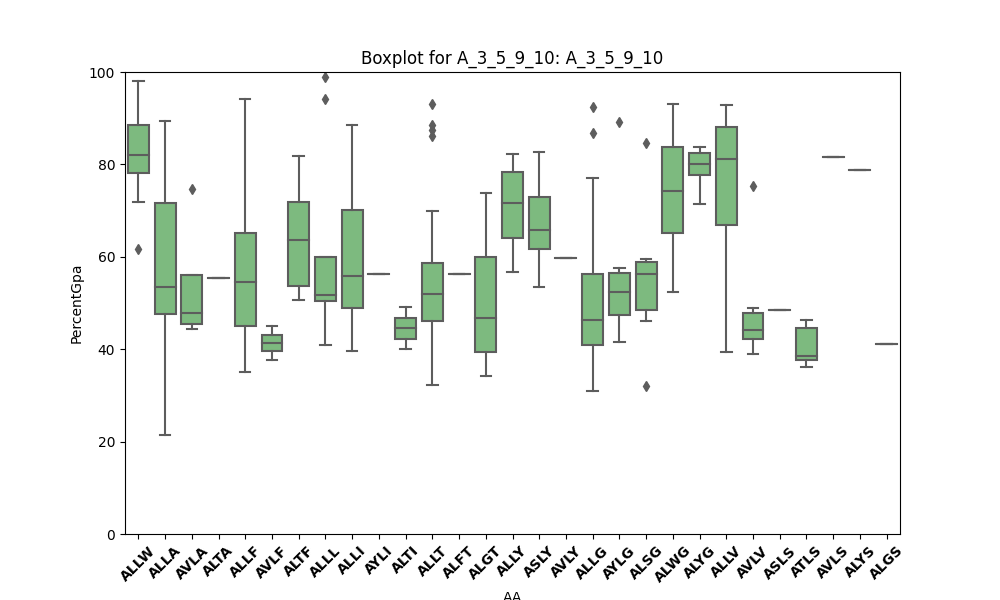 Boxplot for A_3_5_9_10: A_3_5_9_10
100
80
60
40
20
0
PercentGpa
ALLW ALLA AVLA ALTA ALLF AVLF ALTF ALLL ALLI AYLI ALTI ALLT ALFT ALGT ALLY ASLY AVLY ALLG AYLG ALSG ALWG ALYG ALLV AVLV ASLS ATLS AVLS ALYS ALGS
AA